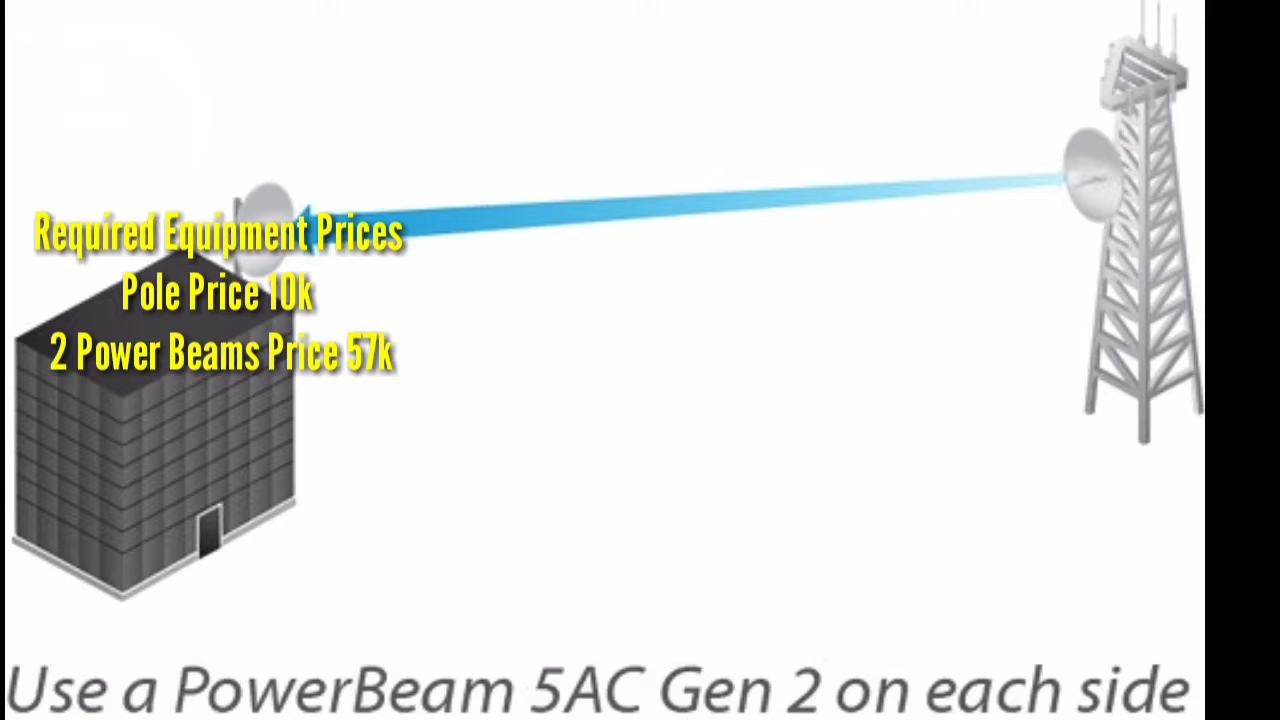 Required Equipment Prices
Pole Price 10k
2 Power Beams Price 57k
Use a PowerBeam 5AC Gen 2 on each side